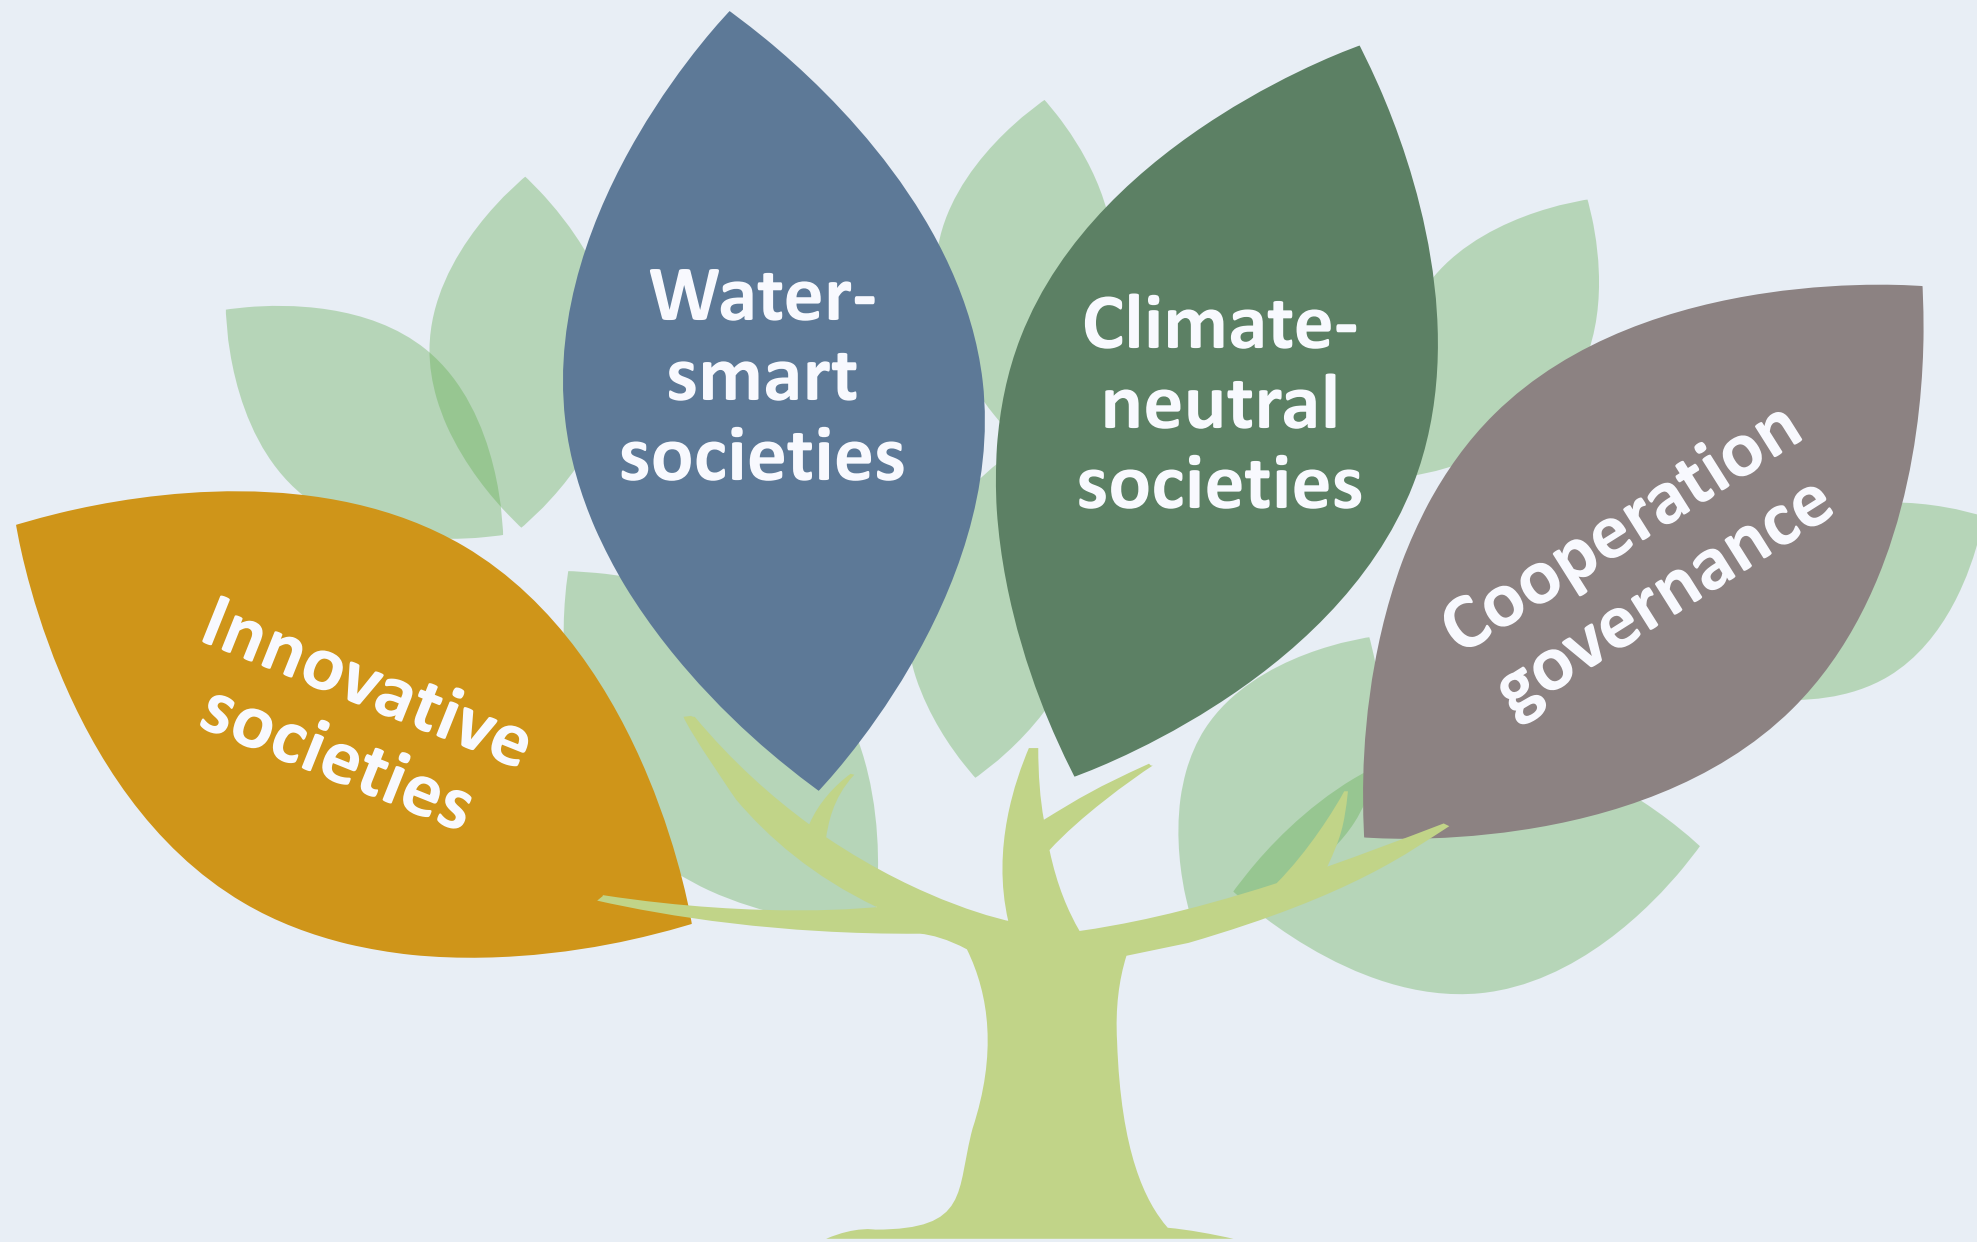 Innovative
societies
Water-
smart
societies
Climate-
neutral
societies
Cooperation
governance